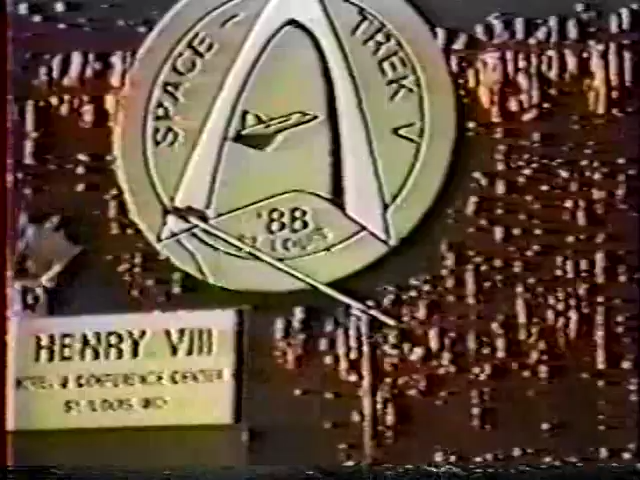 SPACE ~ TREK V
'88
ST. LOUIS
HENRY VIII
HOTEL & CONFERENCE CENTER
ST. LOUIS, MO